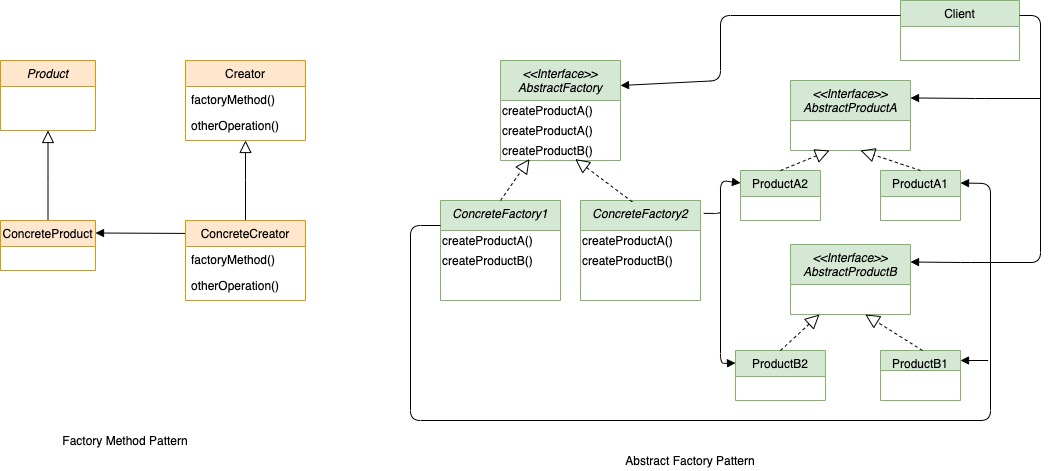 Product
Creator
factoryMethod()
otherOperation()
ConcreteProduct
ConcreteCreator
factoryMethod()
otherOperation()
Factory Method Pattern
Client
<<Interface>>
AbstractFactory
createProductA()
createProductA()
createProductB()
<<Interface>>
AbstractProductA
ProductA2
ProductA1
ConcreteFactory1
createProductA()
createProductB()
ConcreteFactory2
createProductA()
createProductB()
<<Interface>>
AbstractProductB
ProductB2
ProductB1
Abstract Factory Pattern